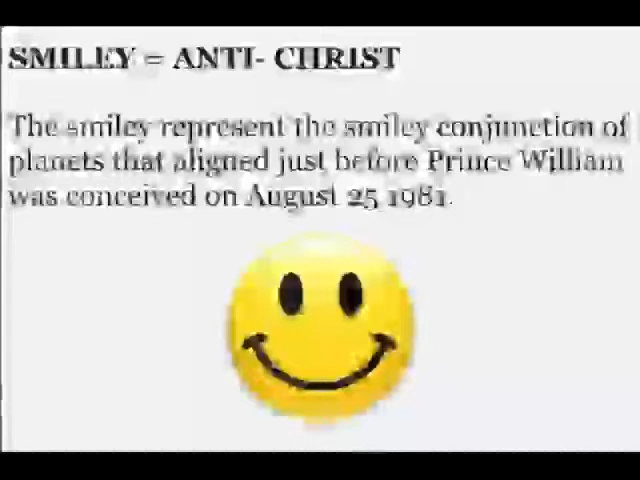 SMILEY = ANTI- CHRIST
The smiley represent the smiley conjunction of
planets that aligned just before Prince William
was conceived on August 25 1981.